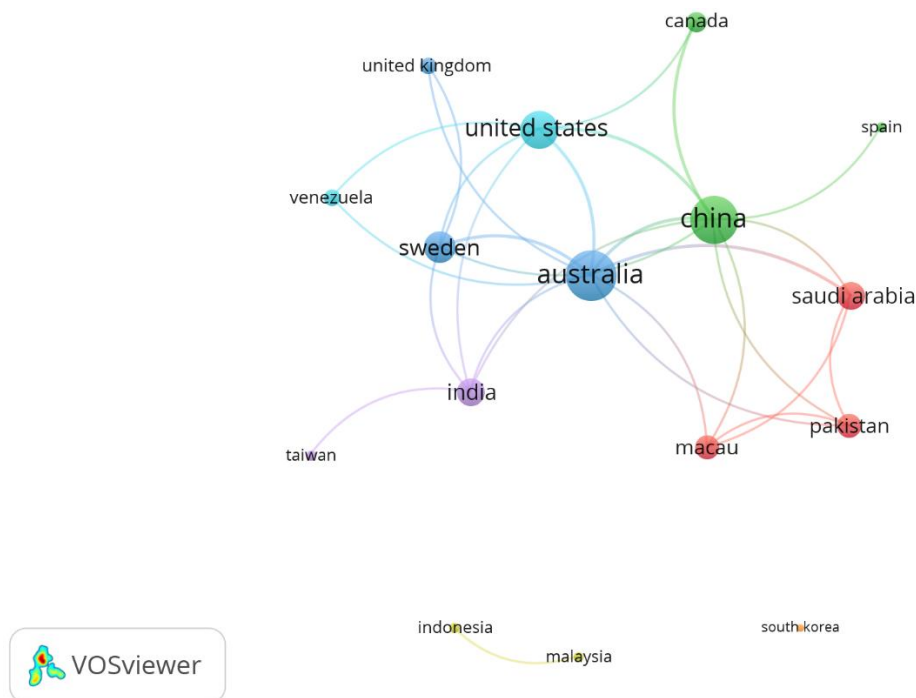 canada
united kingdom
united states
spain
venezuela
china
sweden
australia
saudi arabia
india
pakistan
macau
taiwan
indonesia
south korea
malaysia
VOSviewer